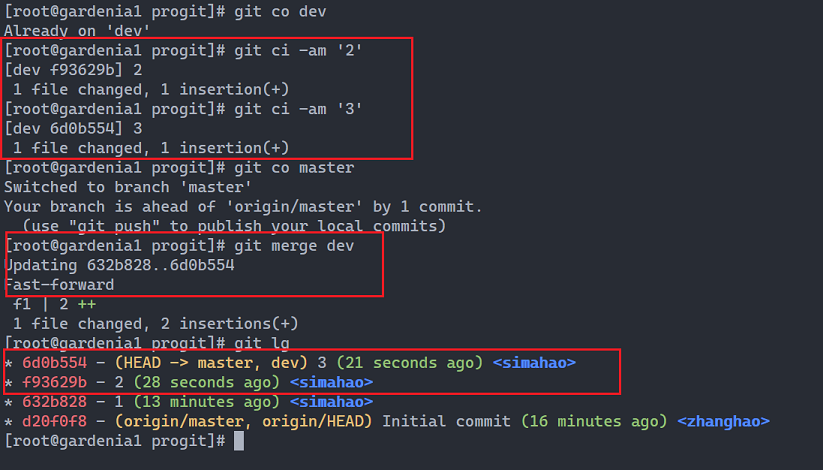 [root@gardenia1 progit]# git co dev
Already on 'dev'
[root@gardenia1 progit]# git ci -am '2'
[dev f93629b] 2
 1 file changed, 1 insertion(+)
[root@gardenia1 progit]# git ci -am '3'
[dev 6d0b554] 3
 1 file changed, 1 insertion(+)
[root@gardenia1 progit]# git co master
Switched to branch 'master'
Your branch is ahead of 'origin/master' by 1 commit.
  (use "git push" to publish your local commits)
[root@gardenia1 progit]# git merge dev
Updating 632b828..6d0b554
Fast-forward
 f1 | 2 ++
 1 file changed, 2 insertions(+)
[root@gardenia1 progit]# git lg
* 6d0b554 - (HEAD -> master, dev) 3 (21 seconds ago) <simahao>
* f93629b - 2 (28 seconds ago) <simahao>
* 632b828 - 1 (13 minutes ago) <simahao>
* d20f0f8 - (origin/master, origin/HEAD) Initial commit (16 minutes ago) <zhanghao>
[root@gardenia1 progit]#